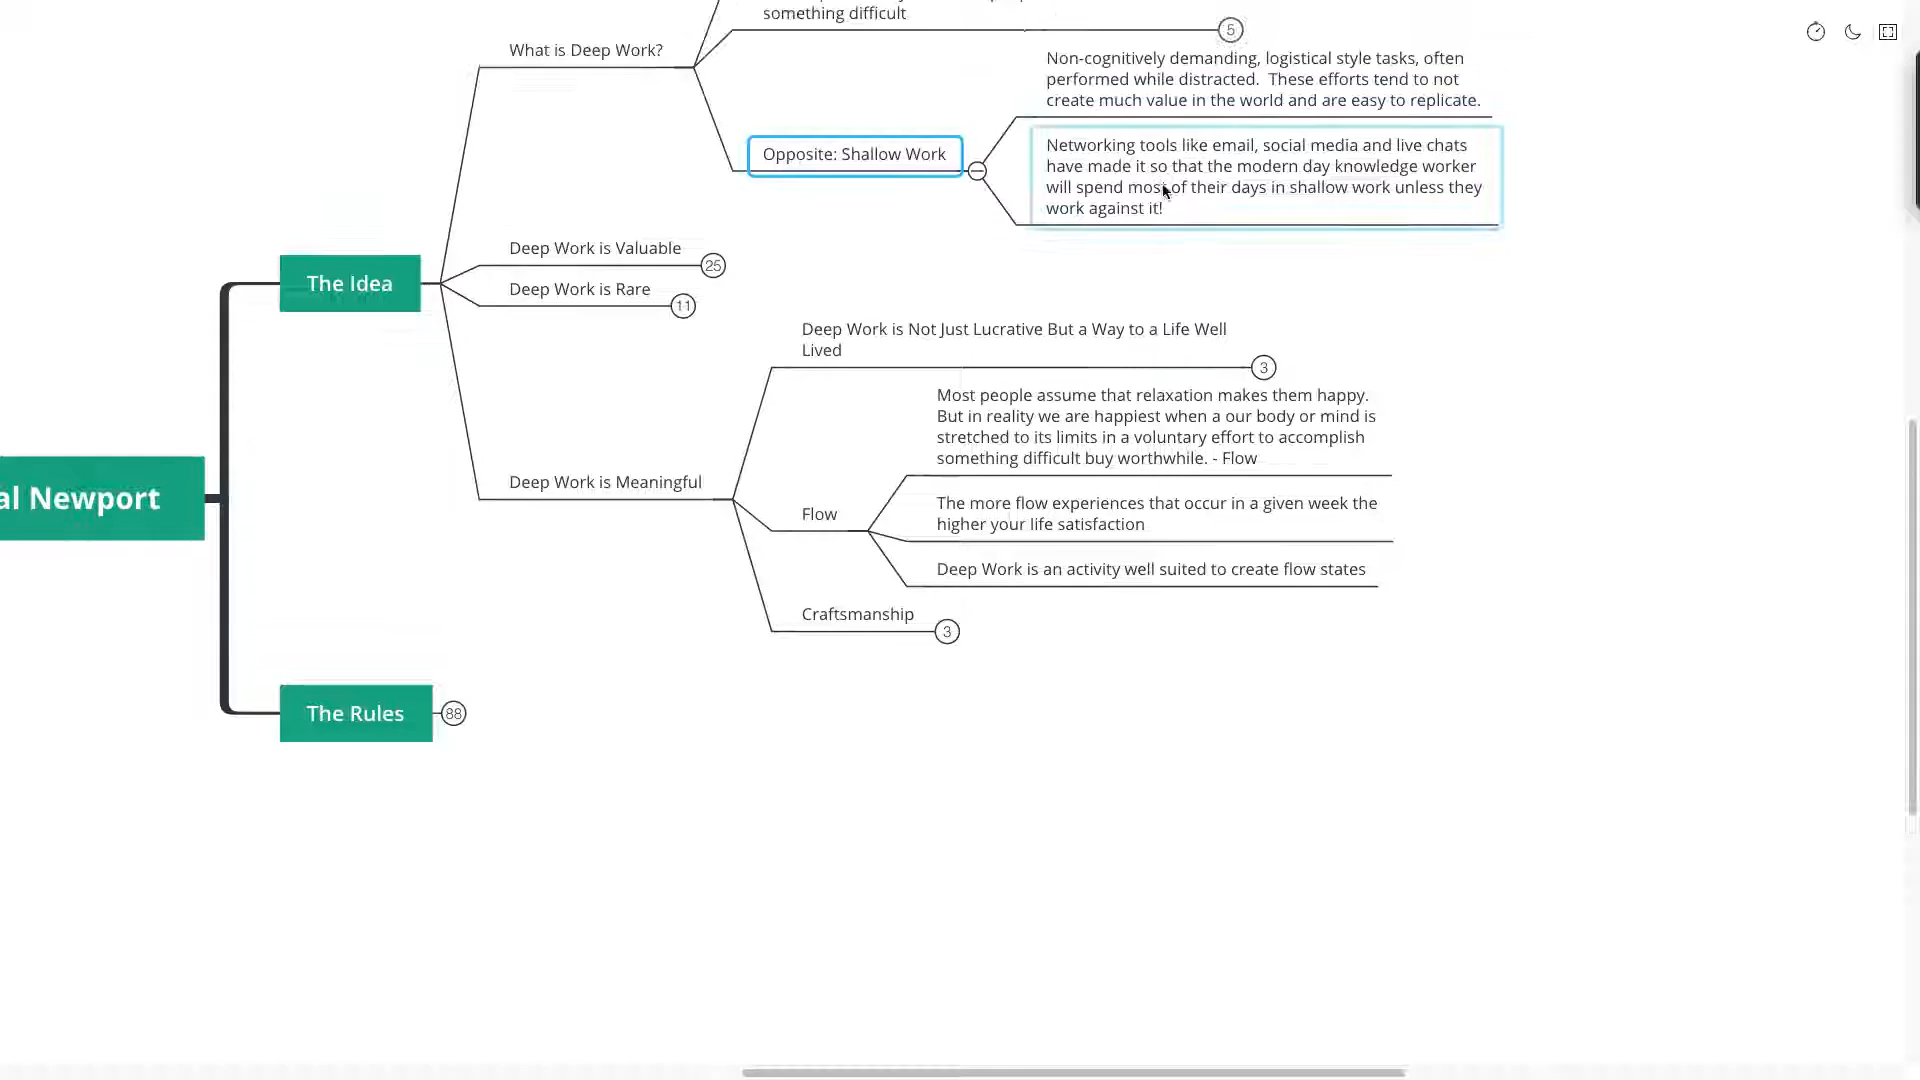 something difficult
5
What is Deep Work?
Non-cognitively demanding, logistical style tasks, often
performed while distracted.  These efforts tend to not
create much value in the world and are easy to replicate.
Opposite: Shallow Work
Networking tools like email, social media and live chats
have made it so that the modern day knowledge worker
will spend most of their days in shallow work unless they
work against it!
The Idea
Deep Work is Valuable
25
Deep Work is Rare
11
Deep Work is Not Just Lucrative But a Way to a Life Well
Lived
3
Most people assume that relaxation makes them happy.
But in reality we are happiest when a our body or mind is
stretched to its limits in a voluntary effort to accomplish
something difficult buy worthwhile. - Flow
Deep Work is Meaningful
Flow
The more flow experiences that occur in a given week the
higher your life satisfaction
Deep Work is an activity well suited to create flow states
Craftsmanship
3
al Newport
The Rules
88